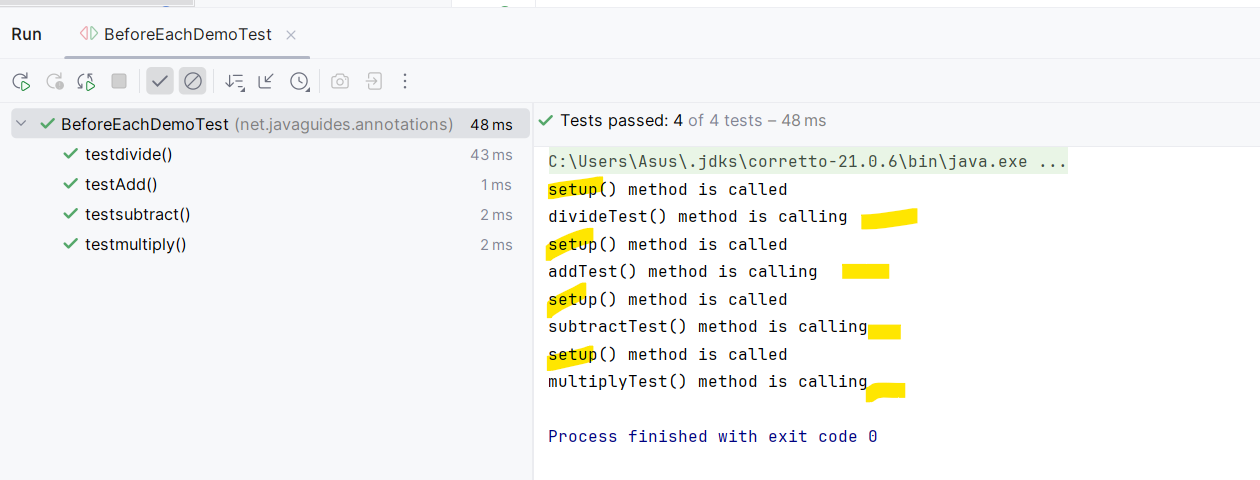 Run BeforeEachDemoTest
BeforeEachDemoTest (net.javaguides.annotations) 48 ms
testdivide() 43 ms
testAdd() 1 ms
testsubtract() 2 ms
testmultiply() 2 ms
Tests passed: 4 of 4 tests – 48 ms
C:\Users\Asus\.jdks\corretto-21.0.6\bin\java.exe ...
setup() method is called
divideTest() method is calling
setup() method is called
addTest() method is calling
setup() method is called
subtractTest() method is calling
setup() method is called
multiplyTest() method is calling
Process finished with exit code 0